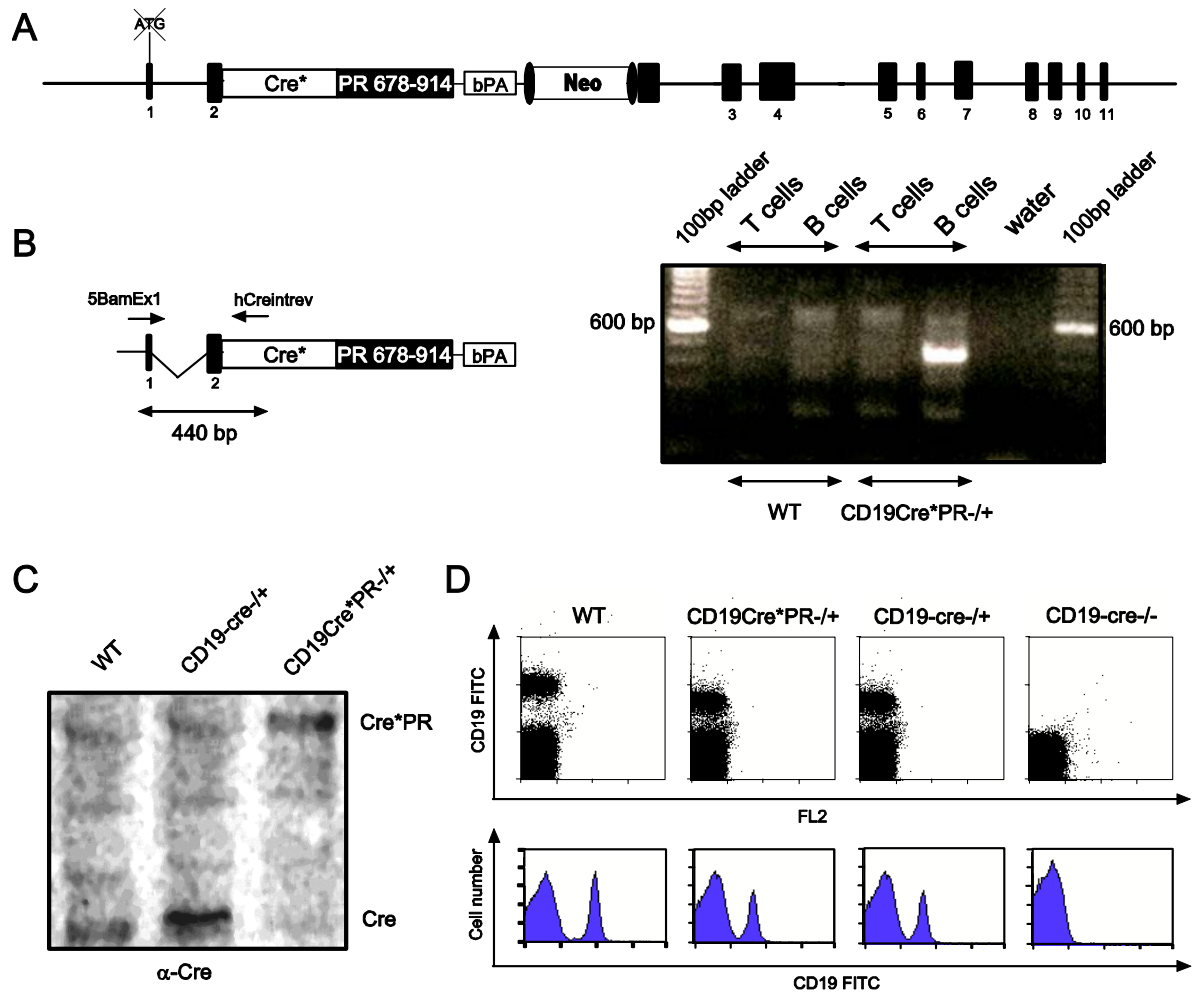 A
ATG
Cre*
PR 678-914
bPA
Neo
1
2
3
4
5
6
7
8
9
10
11
B
5BamEx1
hCreintrev
Cre*
PR 678-914
bPA
1
2
440 bp
100bp ladder
T cells
B cells
T cells
B cells
water
100bp ladder
600 bp
600 bp
WT
CD19Cre*PR-/+
C
WT
CD19-cre-/+
CD19Cre*PR-/+
Cre*PR
Cre
α-Cre
D
WT
CD19Cre*PR-/+
CD19-cre-/+
CD19-cre-/-
CD19 FITC
FL2
Cell number
CD19 FITC